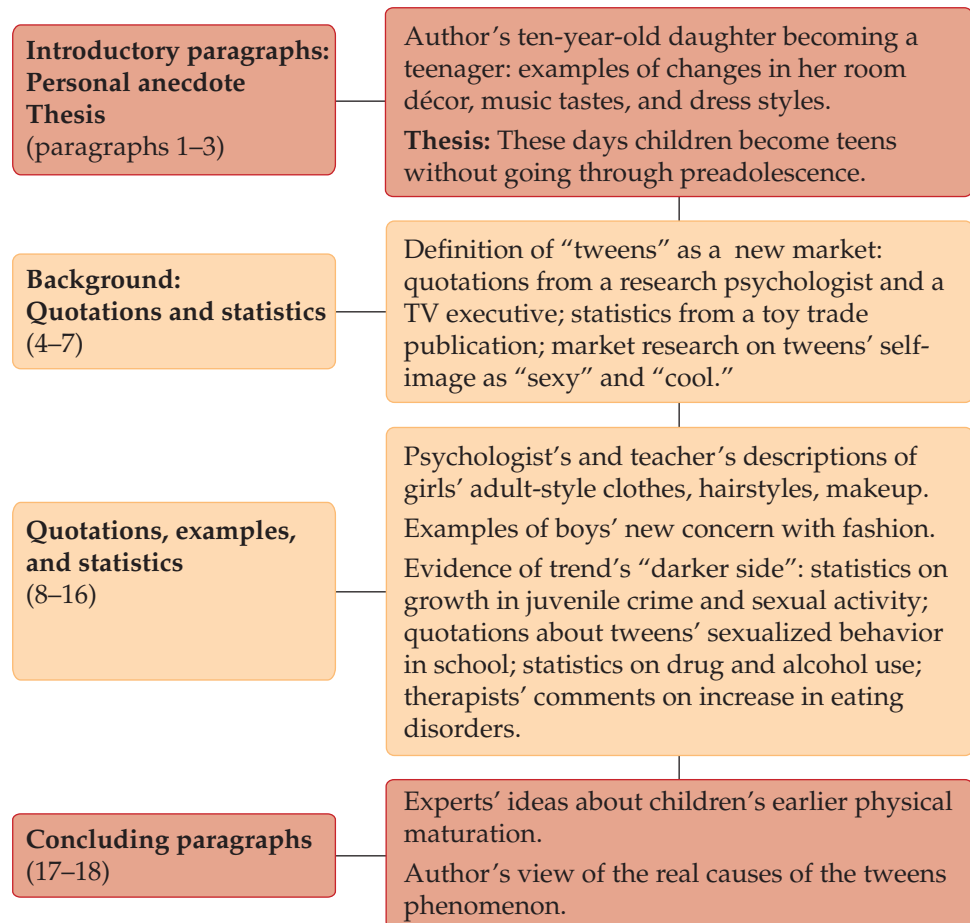 Introductory paragraphs:
Personal anecdote
Thesis
(paragraphs 1–3)
Author’s ten-year-old daughter becoming a
teenager: examples of changes in her room
décor, music tastes, and dress styles.
Thesis: These days children become teens
without going through preadolescence.
Background:
Quotations and statistics
(4–7)
Definition of “tweens” as a new market:
quotations from a research psychologist and a
TV executive; statistics from a toy trade
publication; market research on tweens’ self-
image as “sexy” and “cool.”
Quotations, examples,
and statistics
(8–16)
Psychologist’s and teacher’s descriptions of
girls’ adult-style clothes, hairstyles, makeup.
Examples of boys’ new concern with fashion.
Evidence of trend’s “darker side”: statistics on
growth in juvenile crime and sexual activity;
quotations about tweens’ sexualized behavior
in school; statistics on drug and alcohol use;
therapists’ comments on increase in eating
disorders.
Concluding paragraphs
(17–18)
Experts’ ideas about children’s earlier physical
maturation.
Author’s view of the real causes of the tweens
phenomenon.